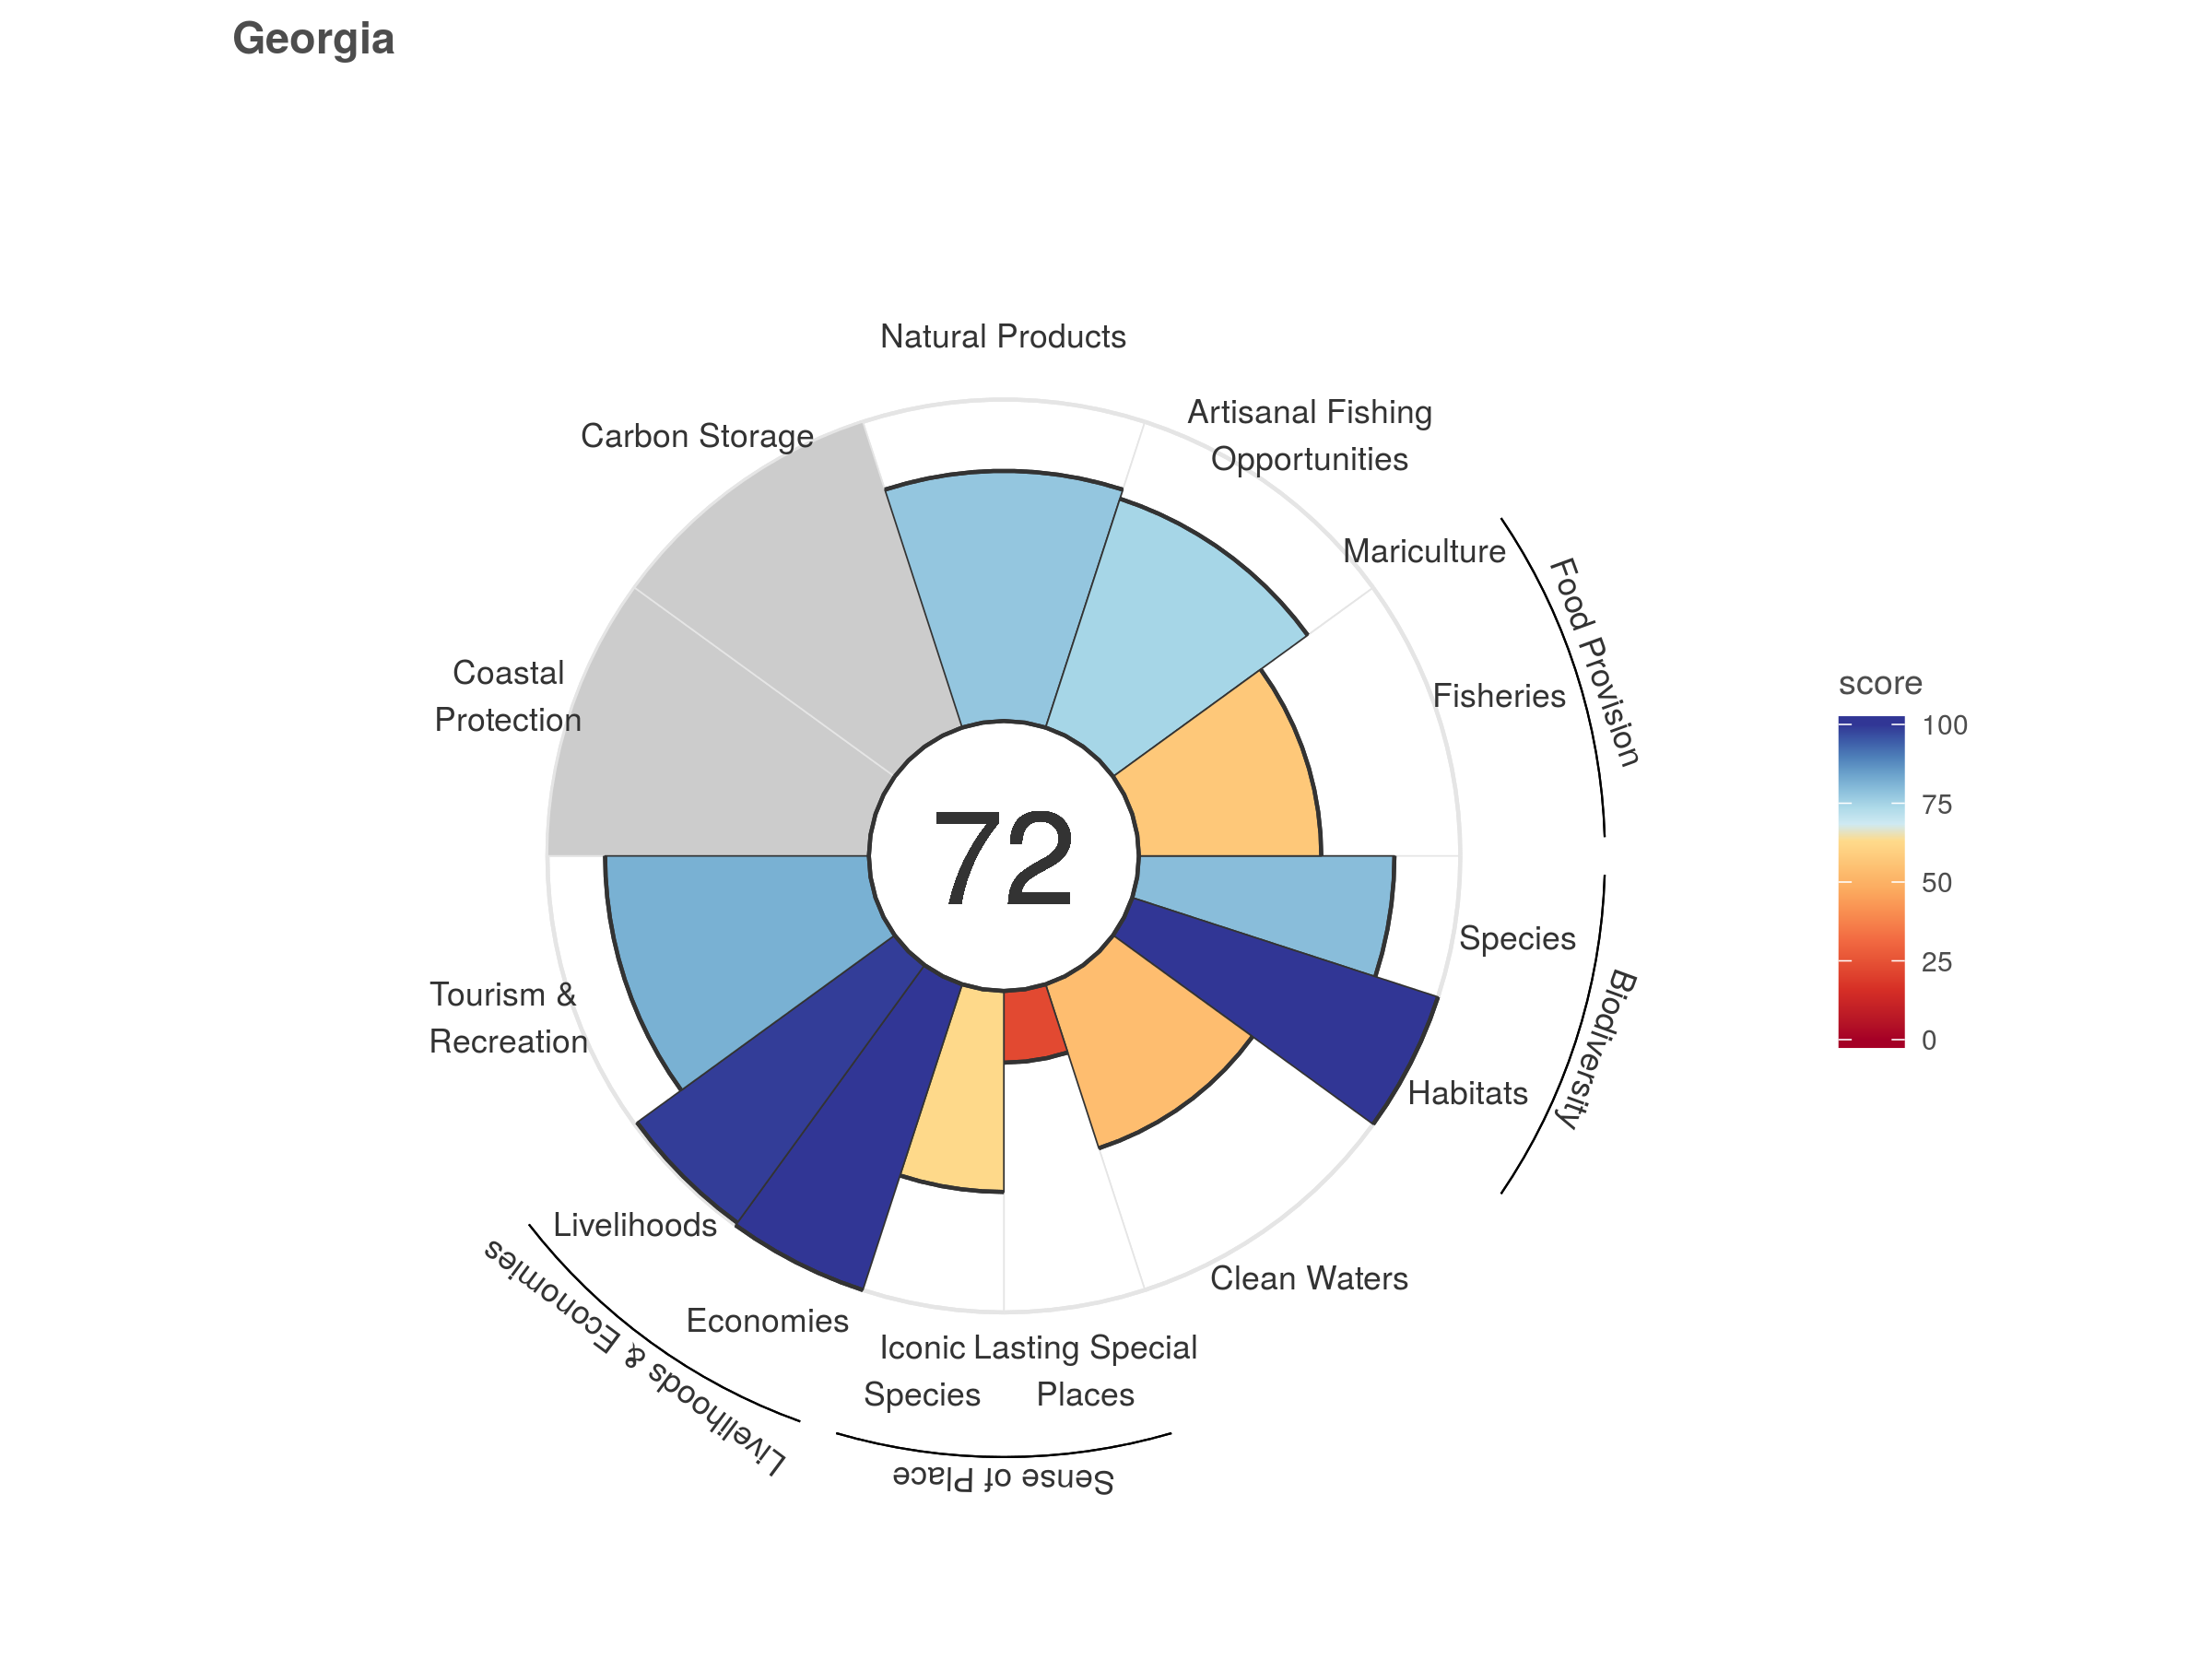 Georgia
Natural Products
Artisanal Fishing
Opportunities
Carbon Storage
Mariculture
Food Provision
Coastal
Protection
Fisheries
score
100
75
50
25
0
72
Species
Biodiversity
Tourism &
Recreation
Habitats
Livelihoods
Clean Waters
Economies
Livelihoods & Economies
Iconic
Species
Lasting Special
Places
Sense of Place